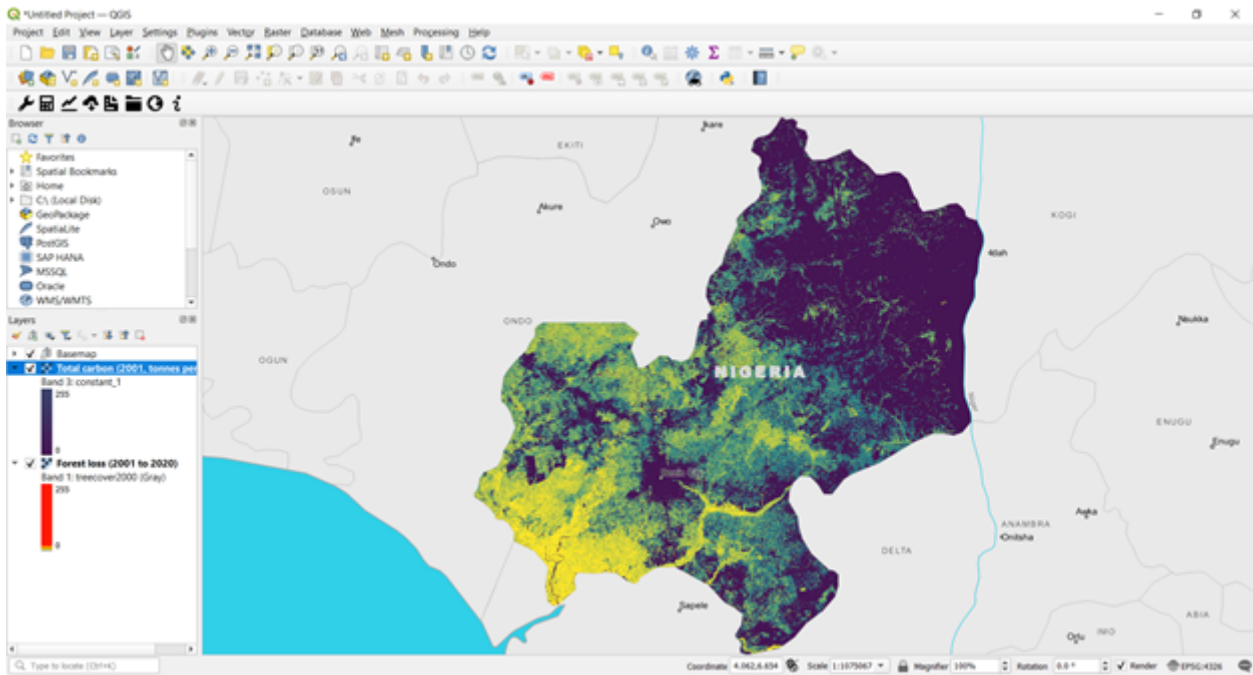 *Untitled Project — QGIS
Project Edit View Layer Settings Plugins Vector Raster Database Web Mesh Processing Help
Browser
Favorites
Spatial Bookmarks
Home
C:\ (Local Disk)
GeoPackage
SpatiaLite
PostGIS
SAP HANA
MSSQL
Oracle
WMS/WMTS
Layers
Basemap
Total carbon (2001, tonnes per
Band 3: constant_1
255
0
Forest loss (2001 to 2020)
Band 1: treecover2000 (Gray)
255
0
Ikare
Ife
EKITI
OSUN
Akure
Owo
KOGI
Ondo
Idah
ONDO
Nsukka
OGUN
NIGERIA
ENUGU
Enugu
Benin City
Awka
ANAMBRA
Onitsha
DELTA
Sapele
ABIA
Orlu
IMO
Type to locate (Ctrl+K)
Coordinate 4.062,6.654 Scale 1:1075067 Magnifier 100% Rotation 0.0 ° Render EPSG:4326